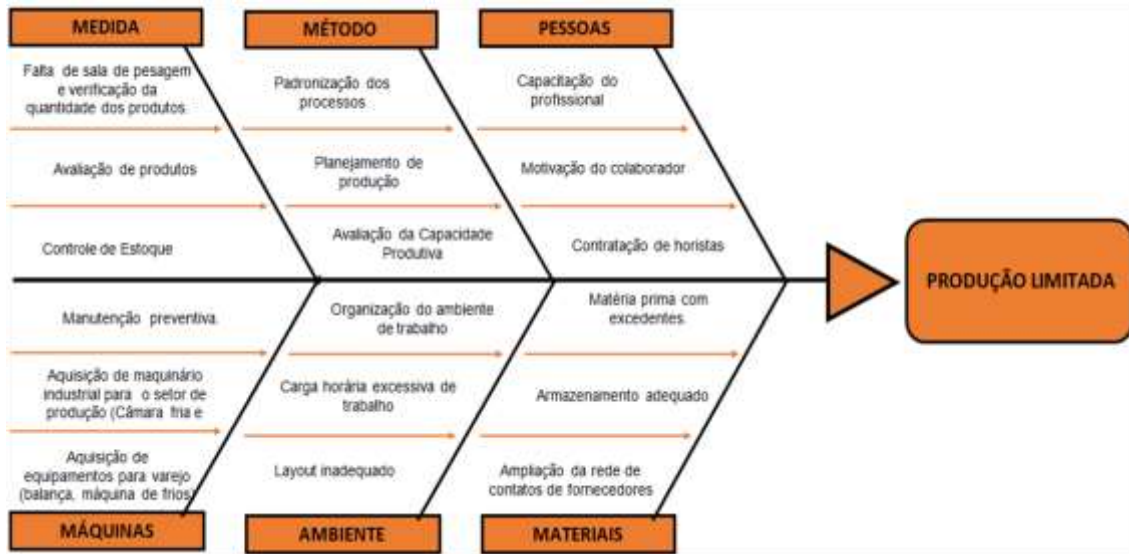 MEDIDA
Falta de sala de pesagem
e verificação da
quantidade dos produtos.
Avaliação de produtos
Controle de Estoque
MÉTODO
Padronização dos
processos
Planejamento de
produção
Avaliação da Capacidade
Produtiva
PESSOAS
Capacitação do
profissional
Motivação do colaborador
Contratação de horistas
PRODUÇÃO LIMITADA
Manutenção preventiva.
Aquisição de maquinário
industrial para o setor de
produção (Câmara fria e
Aquisição de
equipamentos para varejo
(balança, máquina de frios)
MÁQUINAS
Organização do ambiente
de trabalho
Carga horária excessiva de
trabalho
Layout inadequado
AMBIENTE
Matéria prima com
excedentes.
Armazenamento adequado
Ampliação da rede de
contatos de fornecedores
MATERIAIS